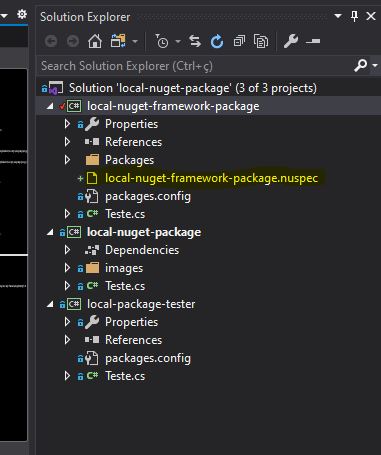 Solution Explorer
Search Solution Explorer (Ctrl+ç)
Solution 'local-nuget-package' (3 of 3 projects)
C# local-nuget-framework-package
Properties
References
Packages
+ local-nuget-framework-package.nuspec
packages.config
C# Teste.cs
C# local-nuget-package
Dependencies
images
C# Teste.cs
C# local-package-tester
Properties
References
packages.config
C# Teste.cs